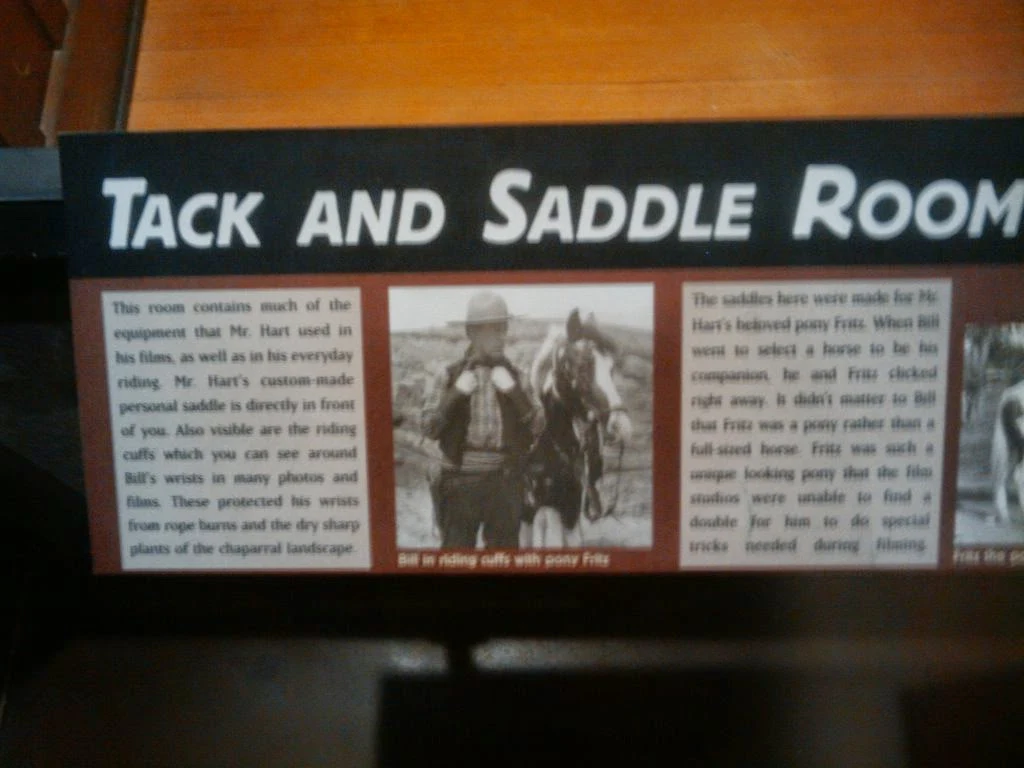 TACK AND SADDLE ROOM
This room contains much of the
equipment that Mr. Hart used in
his films, as well as in his everyday
riding. Mr. Hart's custom-made
personal saddle is directly in front
of you. Also visible are the riding
cuffs which you can see around
Bill's wrists in many photos and
films. These protected his wrists
from rope burns and the dry sharp
plants of the chaparral landscape.
Bill in riding cuffs with pony Fritz
The saddles here were made for Mr.
Hart's beloved pony Fritz. When Bill
went to select a horse to be his
companion, he and Fritz clicked
right away. It didn't matter to Bill
that Fritz was a pony rather than a
full-sized horse. Fritz was such a
unique looking pony that the film
studios were unable to find a
double for him to do special
tricks needed during filming.
Fritz the po